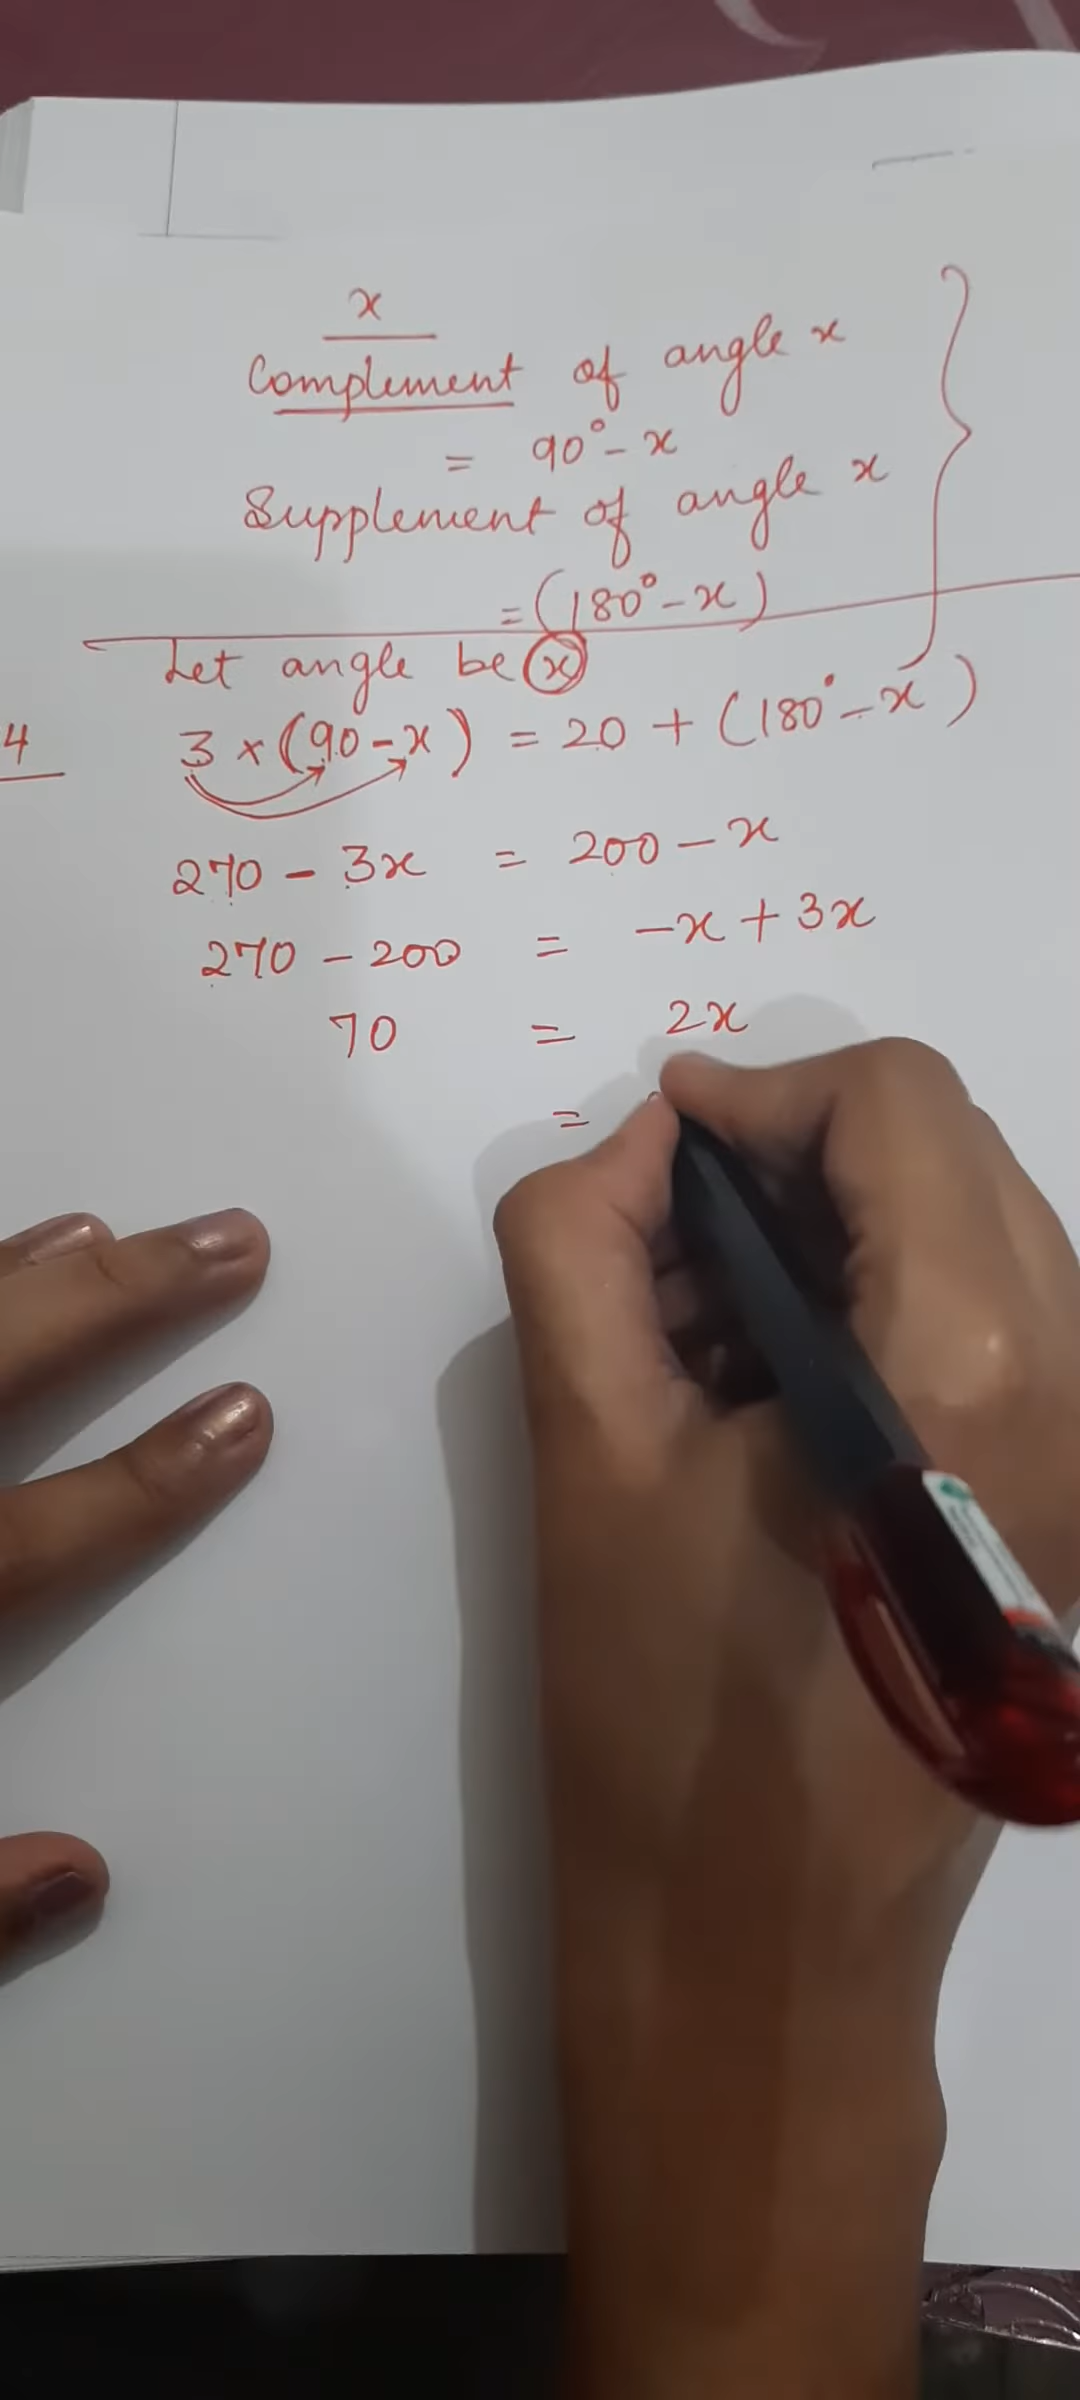 x
Complement of angle x
= 90° - x
Supplement of angle x
= (180° - x)
Let angle be x
4 3 × (90 - x) = 20 + (180° - x)
270 - 3x = 200 - x
270 - 200 = -x + 3x
70 = 2x
=